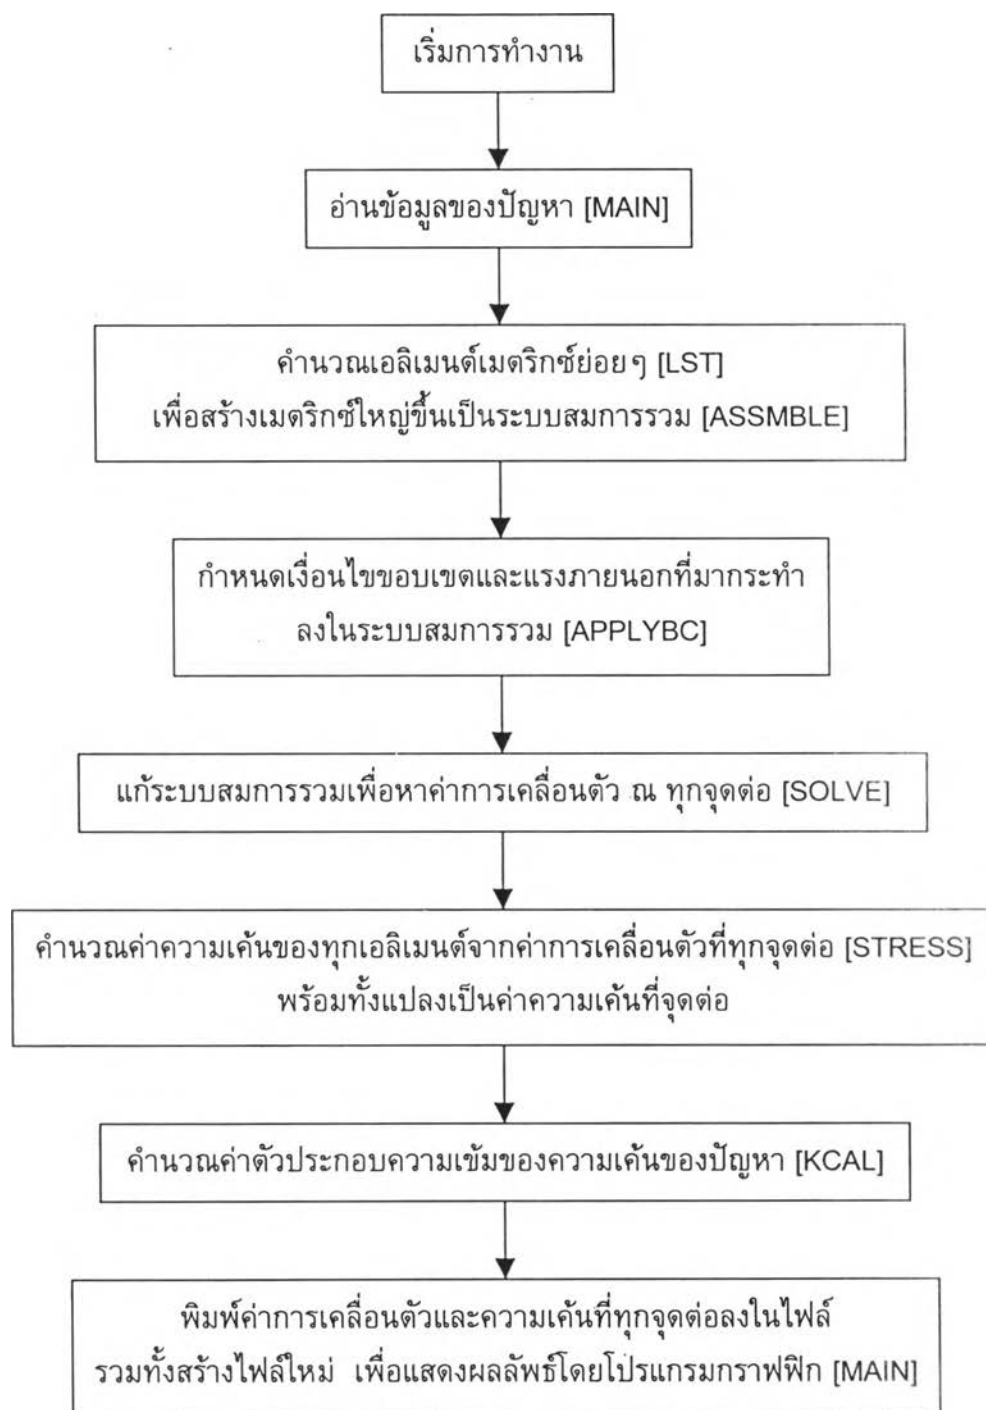 เริ่มการทำงาน
อ่านข้อมูลของปัญหา [MAIN]
คำนวณเอลิเมนต์เมตริกซ์ย่อยๆ [LST]
เพื่อสร้างเมตริกซ์ใหญ่ขึ้นเป็นระบบสมการรวม [ASSMBLE]
กำหนดเงื่อนไขขอบเขตและแรงภายนอกที่มากระทำ
ลงในระบบสมการรวม [APPLYBC]
แก้ระบบสมการรวมเพื่อหาค่าการเคลื่อนตัว ณ ทุกจุดต่อ [SOLVE]
คำนวณค่าความเค้นของทุกเอลิเมนต์จากค่าการเคลื่อนตัวที่ทุกจุดต่อ [STRESS]
พร้อมทั้งแปลงเป็นค่าความเค้นที่จุดต่อ
คำนวณค่าตัวประกอบความเข้มของความเค้นของปัญหา [KCAL]
พิมพ์ค่าการเคลื่อนตัวและความเค้นที่ทุกจุดต่อลงในไฟล์
รวมทั้งสร้างไฟล์ใหม่ เพื่อแสดงผลลัพธ์โดยโปรแกรมกราฟฟิก [MAIN]